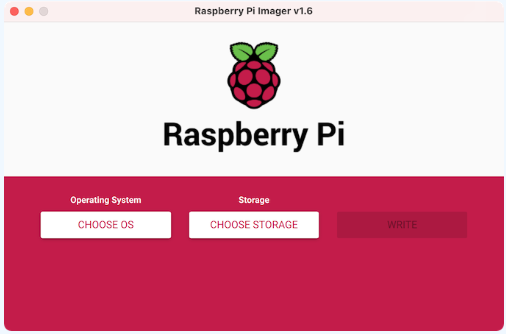 Raspberry Pi Imager v1.6
Raspberry Pi
Operating System Storage
CHOOSE OS CHOOSE STORAGE WRITE